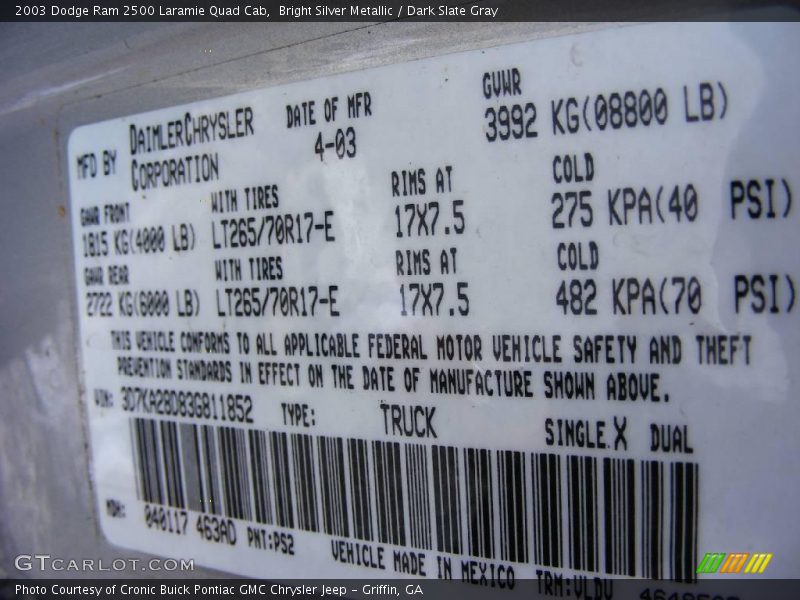 2003 Dodge Ram 2500 Laramie Quad Cab, Bright Silver Metallic / Dark Slate Gray
MFD BY DAIMLERCHRYSLER CORPORATION
DATE OF MFR 4-03
GVWR 3992 KG(08800 LB)
GAWR FRONT WITH TIRES RIMS AT COLD
1815 KG(4000 LB) LT265/70R17-E 17X7.5 275 KPA(40 PSI)
GAWR REAR WITH TIRES RIMS AT COLD
2722 KG(6000 LB) LT265/70R17-E 17X7.5 482 KPA(70 PSI)
THIS VEHICLE CONFORMS TO ALL APPLICABLE FEDERAL MOTOR VEHICLE SAFETY AND THEFT
PREVENTION STANDARDS IN EFFECT ON THE DATE OF MANUFACTURE SHOWN ABOVE.
VIN: 3D7KA28D83G811852 TYPE: TRUCK SINGLE X DUAL
MDH: 040117 463AD PNT:PS2 VEHICLE MADE IN MEXICO TRM:VLDV
GTCARLOT.COM
Photo Courtesy of Cronic Buick Pontiac GMC Chrysler Jeep - Griffin, GA